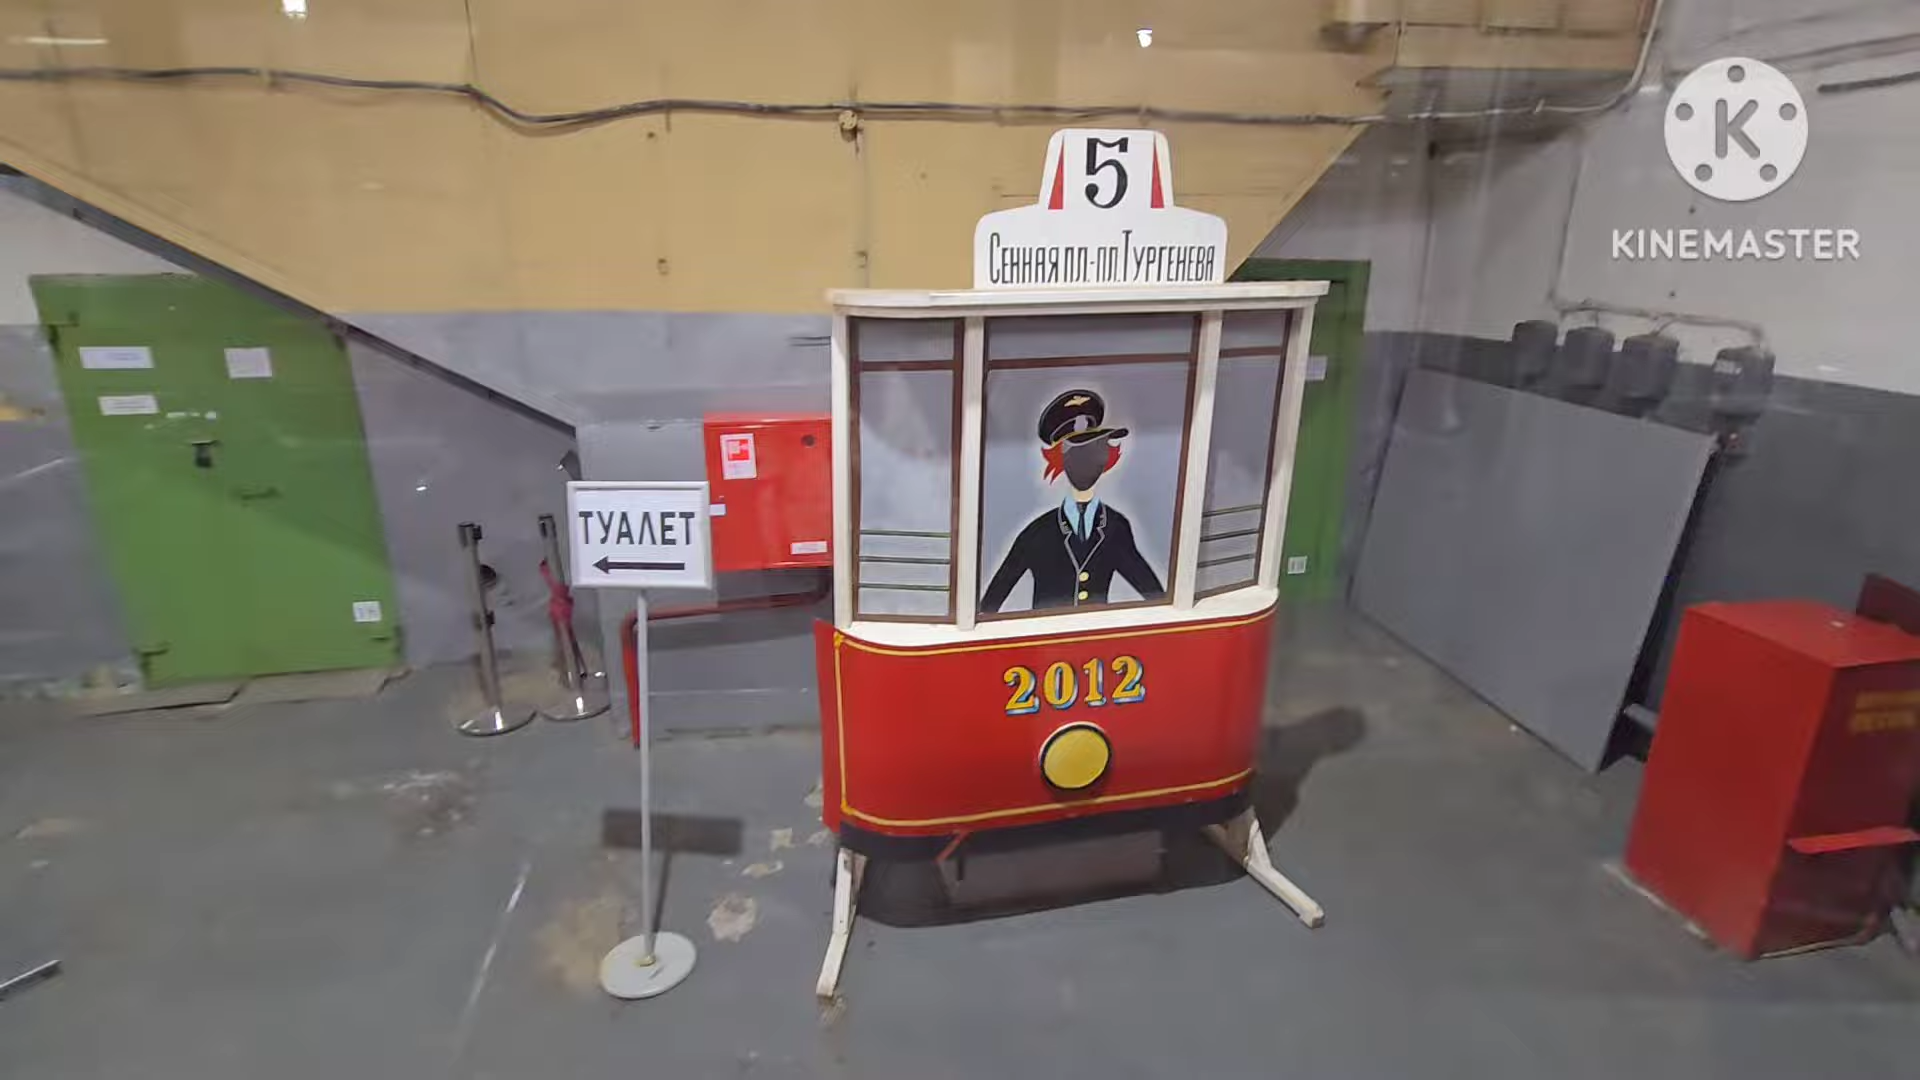 5
Сенная пл.-пл.Тургенева
ТУАЛЕТ
2012
K
KINEMASTER